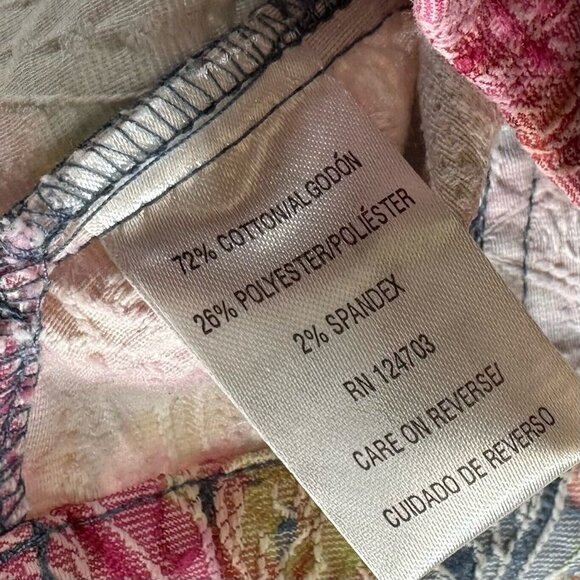 72% COTTON/ALGODÓN
26% POLYESTER/POLIÉSTER
2% SPANDEX
RN 124703
CARE ON REVERSE/
CUIDADO DE REVERSO